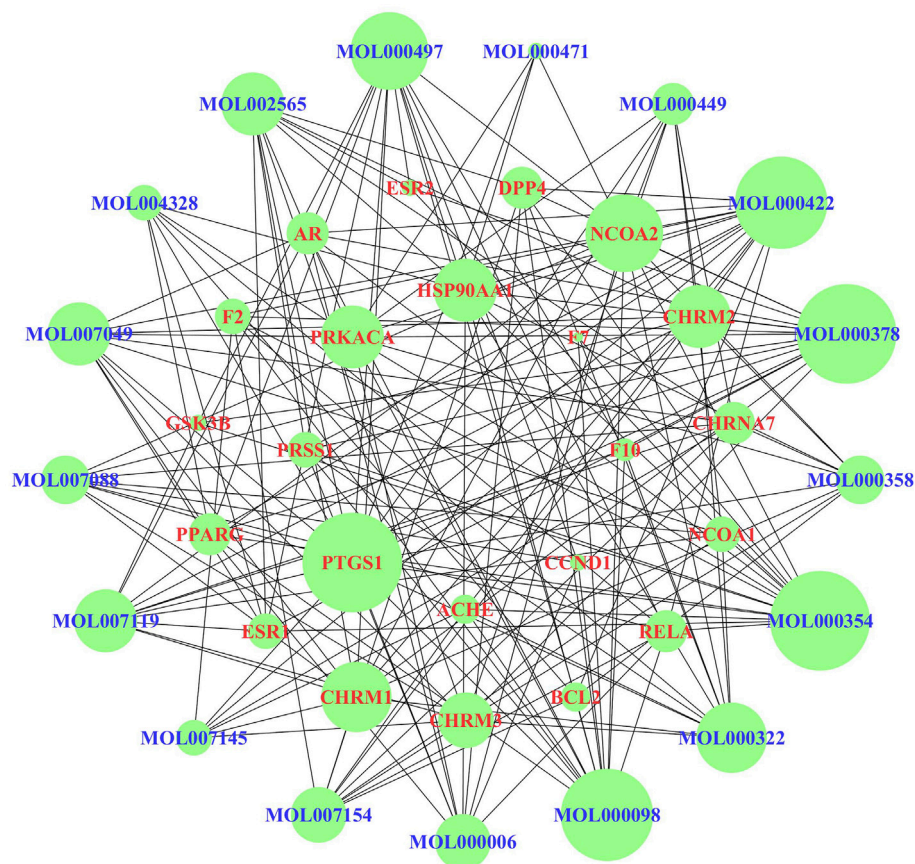 MOL000497
MOL000471
MOL002565
MOL000449
ESR2
DPP4
MOL004328
MOL000422
AR
NCOA2
HSP90AA1
F2
CHRM2
MOL007049
PRKACA
F7
MOL000378
GSK3B
CHRNA7
PRSS1
F10
MOL007088
MOL000358
PPARG
NCOA1
PTGS1
CCND1
MOL007119
ACHE
MOL000354
ESR1
RELA
CHRM1
BCL2
CHRM3
MOL007145
MOL000322
MOL007154
MOL000098
MOL000006